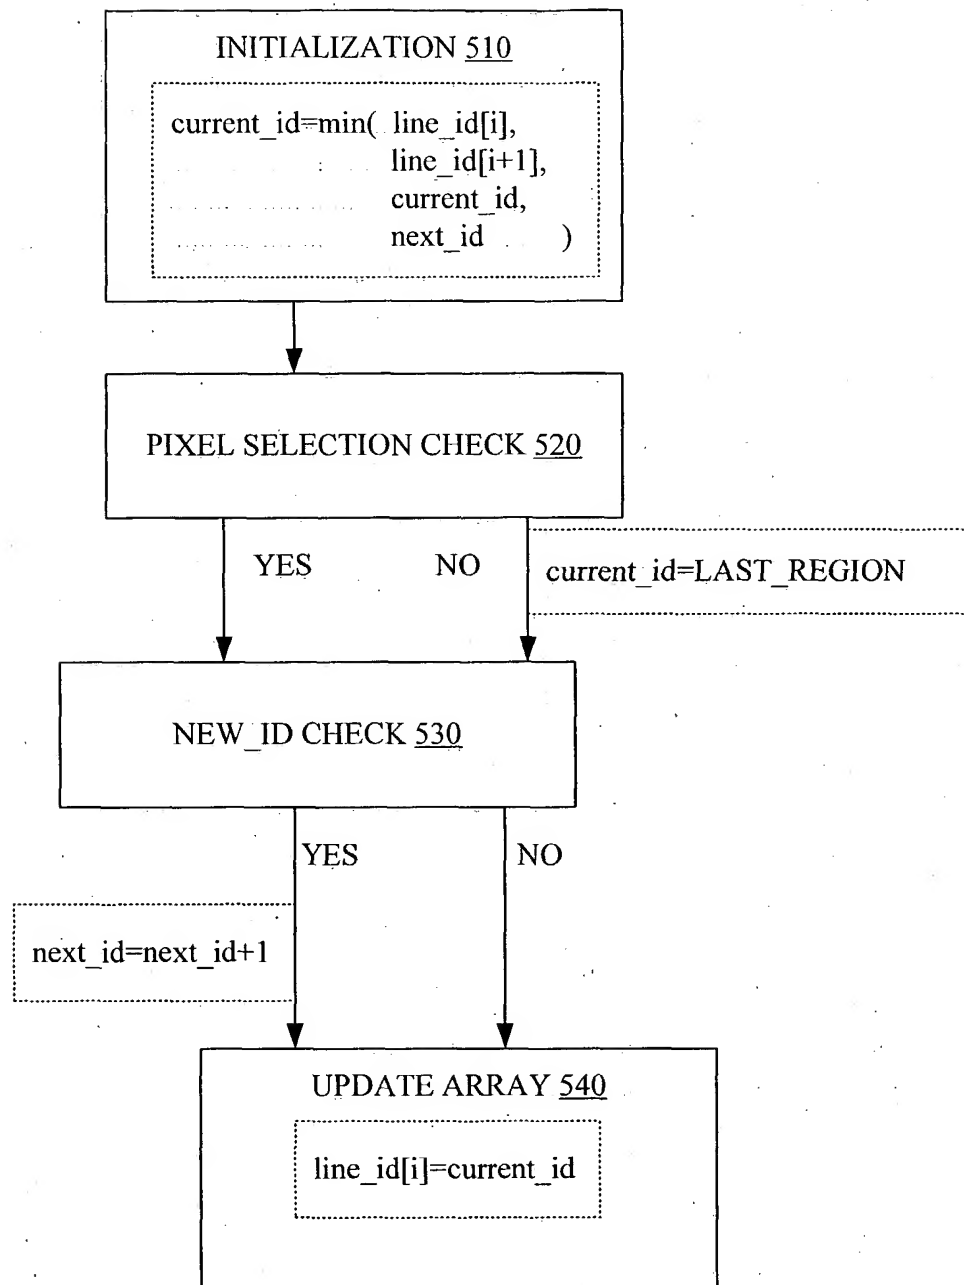 INITIALIZATION 510
current_id=min( line_id[i],
line_id[i+1],
current_id,
next_id )
PIXEL SELECTION CHECK 520
YES NO
current_id=LAST_REGION
NEW_ID CHECK 530
YES NO
next_id=next_id+1
UPDATE ARRAY 540
line_id[i]=current_id